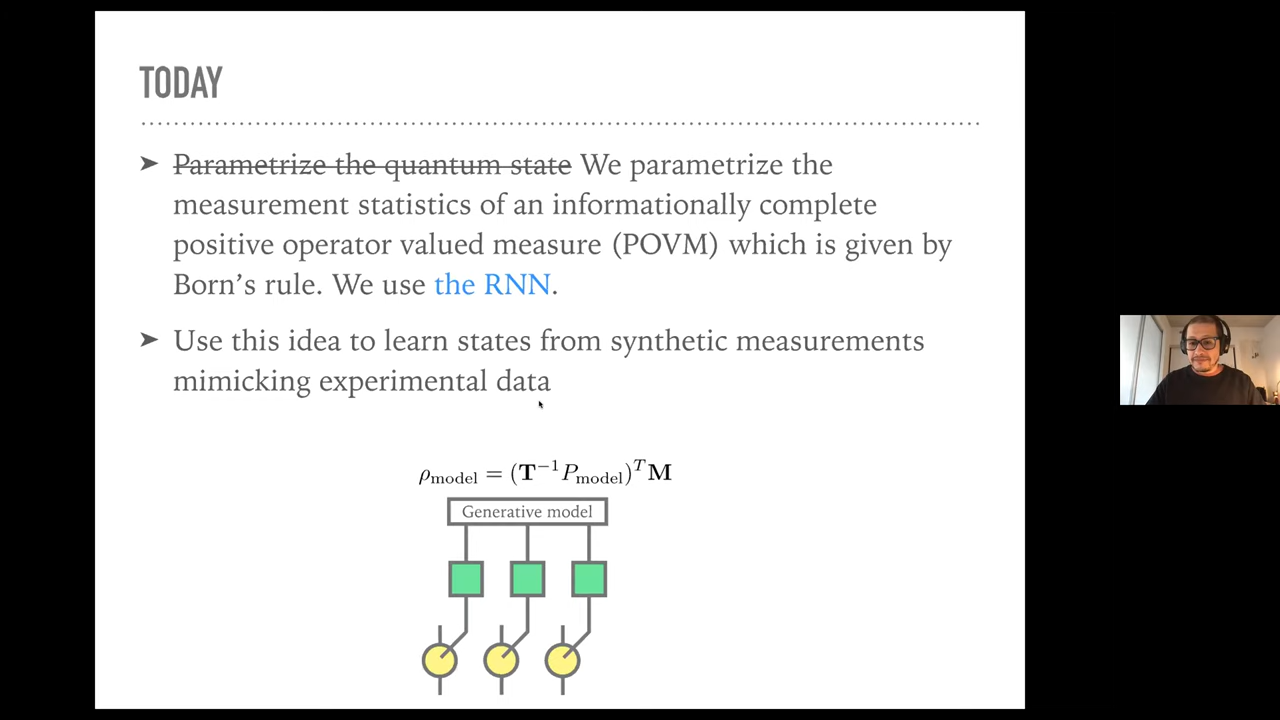 TODAY
➤ Parametrize the quantum state We parametrize the
measurement statistics of an informationally complete
positive operator valued measure (POVM) which is given by
Born’s rule. We use the RNN.
➤ Use this idea to learn states from synthetic measurements
mimicking experimental data
ρ_model = (T⁻¹P_model)ᵀM
Generative model